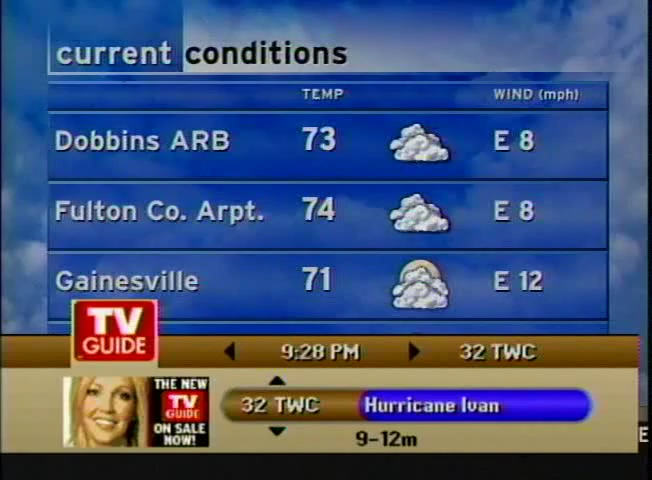 current conditions
TEMP WIND (mph)
Dobbins ARB 73 E 8
Fulton Co. Arpt. 74 E 8
Gainesville 71 E 12
TV
GUIDE
9:28 PM 32 TWC
THE NEW
TV
GUIDE
ON SALE
NOW!
32 TWC Hurricane Ivan
9-12m
E